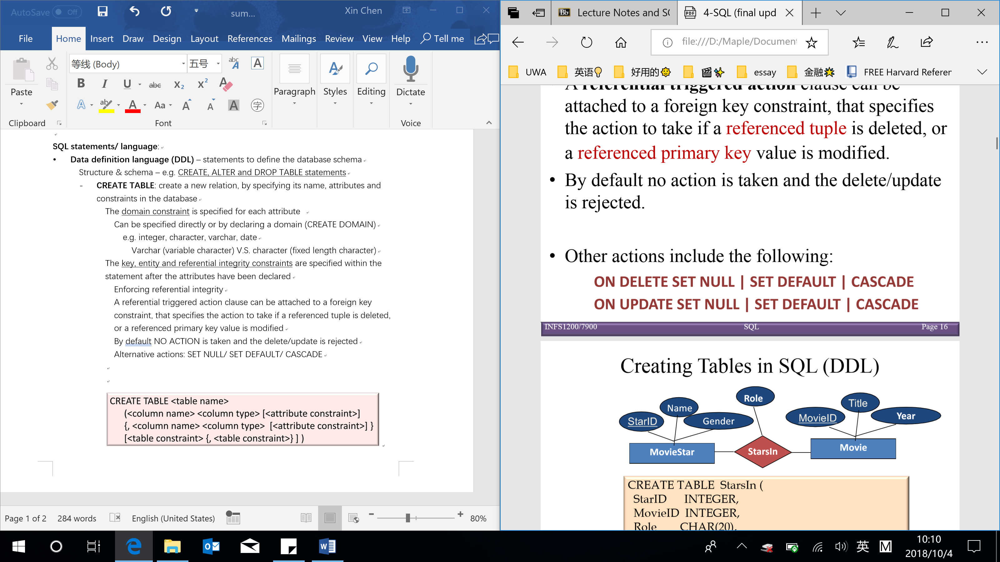 AutoSave Off
sum...
Xin Chen
File Home Insert Draw Design Layout References Mailings Review View Help Tell me
等线 (Body)
五号
Paste
Paragraph
Styles
Editing
Dictate
Clipboard
Font
Voice
SQL statements/ language:
• Data definition language (DDL) – statements to define the database schema
Structure & schema – e.g. CREATE, ALTER and DROP TABLE statements
- CREATE TABLE: create a new relation, by specifying its name, attributes and
constraints in the database
The domain constraint is specified for each attribute
Can be specified directly or by declaring a domain (CREATE DOMAIN)
e.g. integer, character, varchar, date
Varchar (variable character) V.S. character (fixed length character)
The key, entity and referential integrity constraints are specified within the
statement after the attributes have been declared
Enforcing referential integrity
A referential triggered action clause can be attached to a foreign key
constraint, that specifies the action to take if a referenced tuple is deleted,
or a referenced primary key value is modified
By default NO ACTION is taken and the delete/update is rejected
Alternative actions: SET NULL/ SET DEFAULT/ CASCADE
CREATE TABLE <table name>
(<column name> <column type> [<attribute constraint>]
{, <column name> <column type> [<attribute constraint>] }
[<table constraint> {, <table constraint>} ] )
Page 1 of 2 284 words English (United States) 80%
Bb Lecture Notes and SQ
PDF 4-SQL (final upd
file:///D:/Maple/Document
UWA 英语 好用的 essay 金融 FREE Harvard Referer
A referential triggered action clause can be
attached to a foreign key constraint, that specifies
the action to take if a referenced tuple is deleted, or
a referenced primary key value is modified.
• By default no action is taken and the delete/update
is rejected.
• Other actions include the following:
ON DELETE SET NULL | SET DEFAULT | CASCADE
ON UPDATE SET NULL | SET DEFAULT | CASCADE
INFS1200/7900 SQL Page 16
Creating Tables in SQL (DDL)
Role
Name
Title
StarID
Gender
MovieID
Year
MovieStar
StarsIn
Movie
CREATE TABLE StarsIn (
StarID INTEGER,
MovieID INTEGER,
Role CHAR(20),
英
10:10
2018/10/4